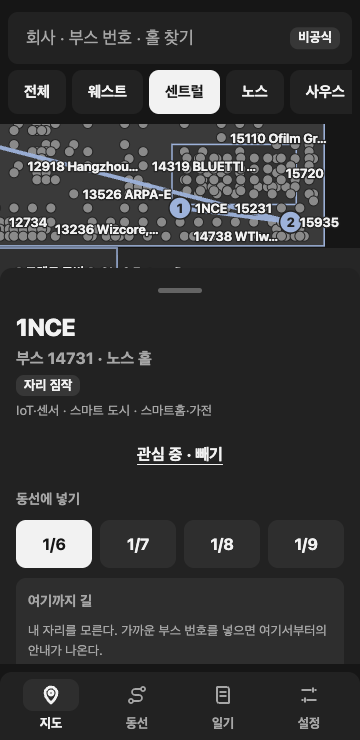 회사 · 부스 번호 · 홀 찾기
비공식
전체
웨스트
센트럴
노스
사우스
15110 Ofilm Gr...
12918 Hangzhou...
14319 BLUETTI ...
15720
13526 ARPA-E
1
1NCE
15231
12734
13236 Wizcore,...
2
15935
14738 WTIw...
1NCE
부스 14731 · 노스 홀
자리 짐작
IoT·센서 · 스마트 도시 · 스마트홈·가전
관심 중 · 빼기
동선에 넣기
1/6
1/7
1/8
1/9
여기까지 길
내 자리를 모른다. 가까운 부스 번호를 넣으면 여기서부터의
안내가 나온다.
지도
동선
일기
설정